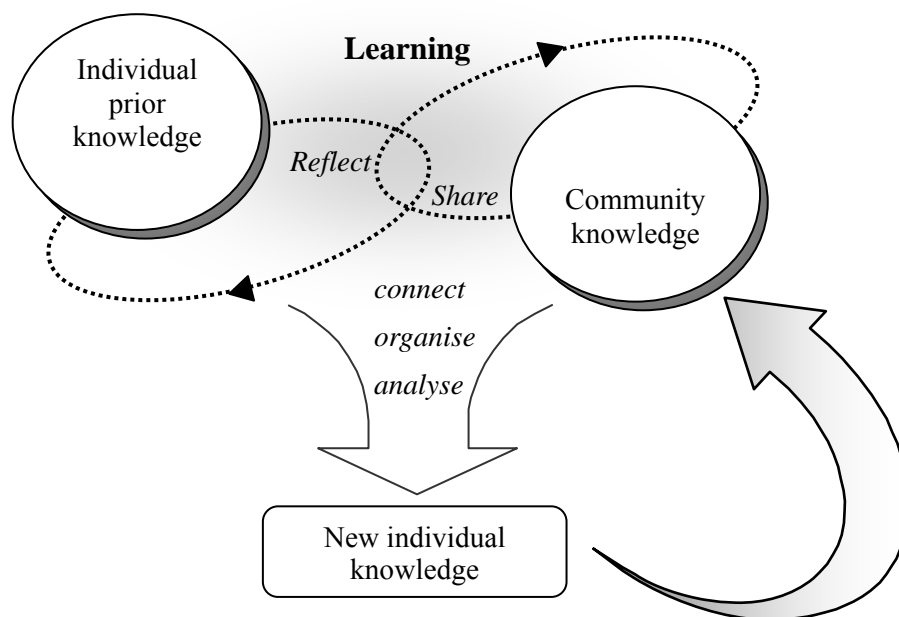 Learning
Individual
prior
knowledge
Reflect
Share
Community
knowledge
connect
organise
analyse
New individual
knowledge